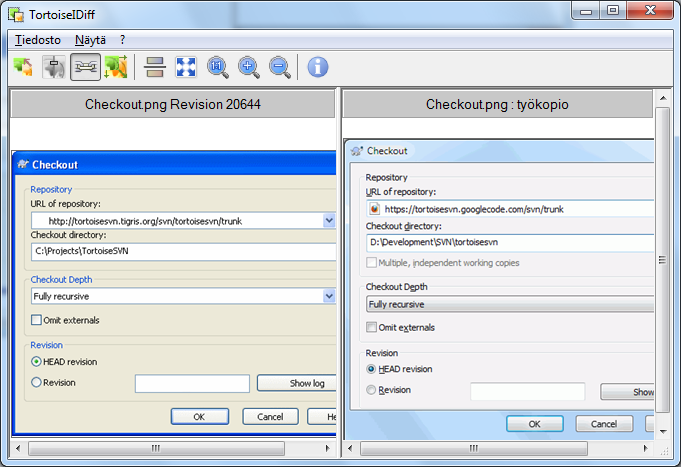 TortoiseIDiff
Tiedosto Näytä ?
1:1
Checkout.png Revision 20644
Checkout
Repository
URL of repository:
http://tortoisesvn.tigris.org/svn/tortoisesvn/trunk
Checkout directory:
C:\Projects\TortoiseSVN
Checkout Depth
Fully recursive
Omit externals
Revision
HEAD revision
Revision
Show log
OK Cancel He
Checkout.png : työkopio
Checkout
Repository
URL of repository:
https://tortoisesvn.googlecode.com/svn/trunk
Checkout directory:
D:\Development\SVN\tortoisesvn
Multiple, independent working copies
Checkout Depth
Fully recursive
Omit externals
Revision
HEAD revision
Revision
Show
OK Cancel